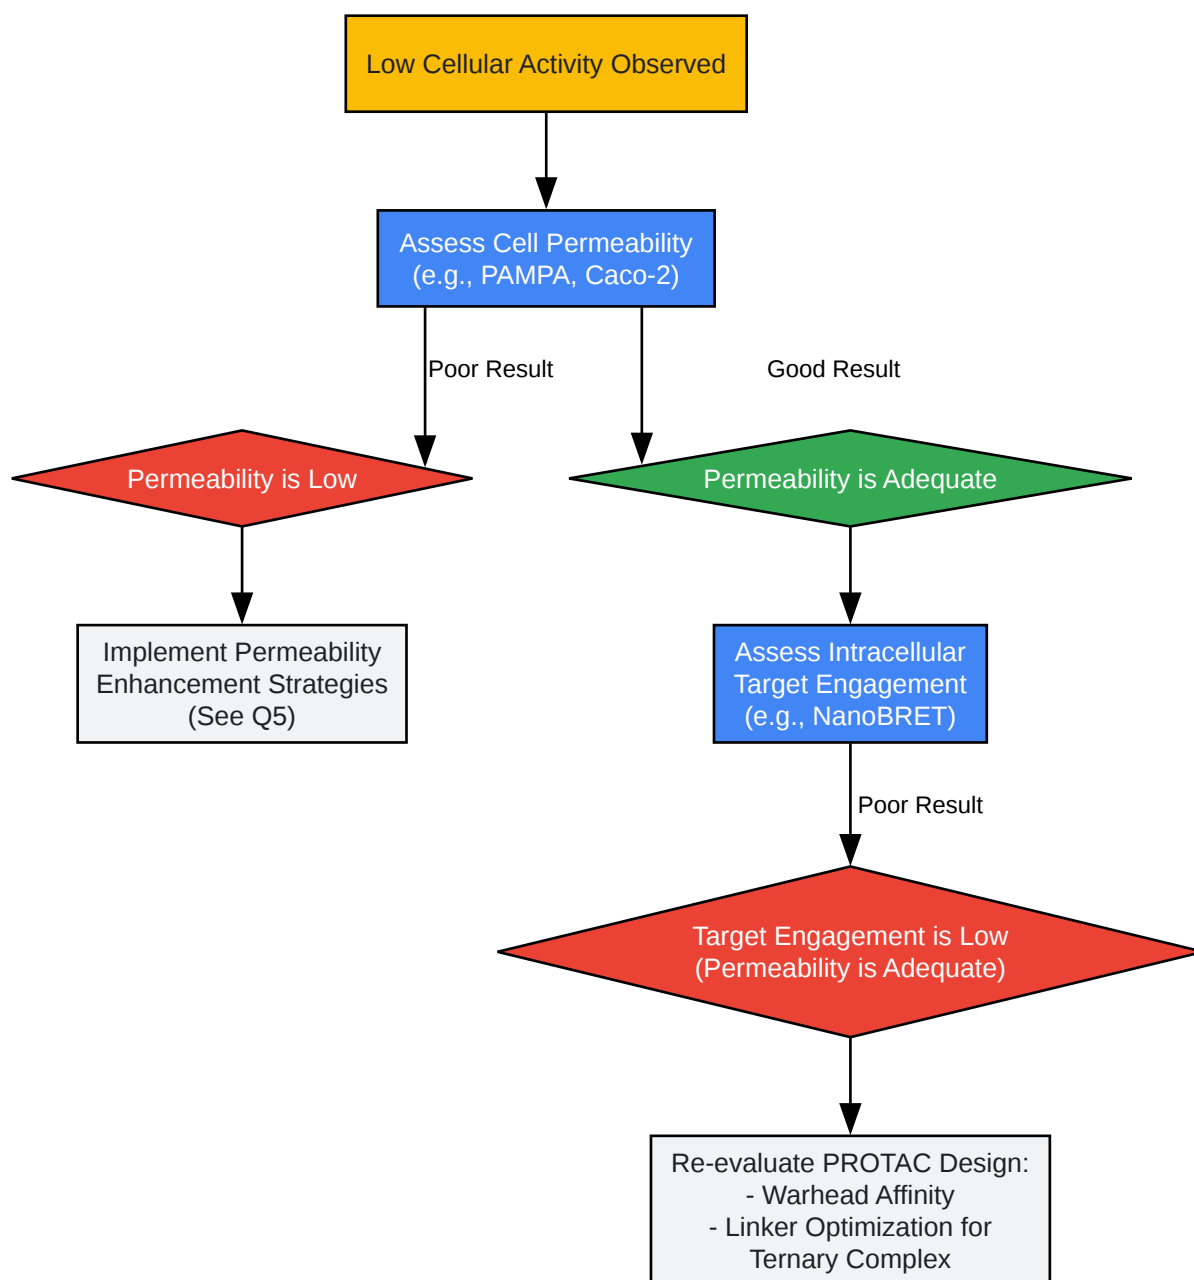 Low Cellular Activity Observed
Assess Cell Permeability
(e.g., PAMPA, Caco-2)
Poor Result
Good Result
Permeability is Low
Permeability is Adequate
Implement Permeability
Enhancement Strategies
(See Q5)
Assess Intracellular
Target Engagement
(e.g., NanoBRET)
Poor Result
Target Engagement is Low
(Permeability is Adequate)
Re-evaluate PROTAC Design:
- Warhead Affinity
- Linker Optimization for
Ternary Complex